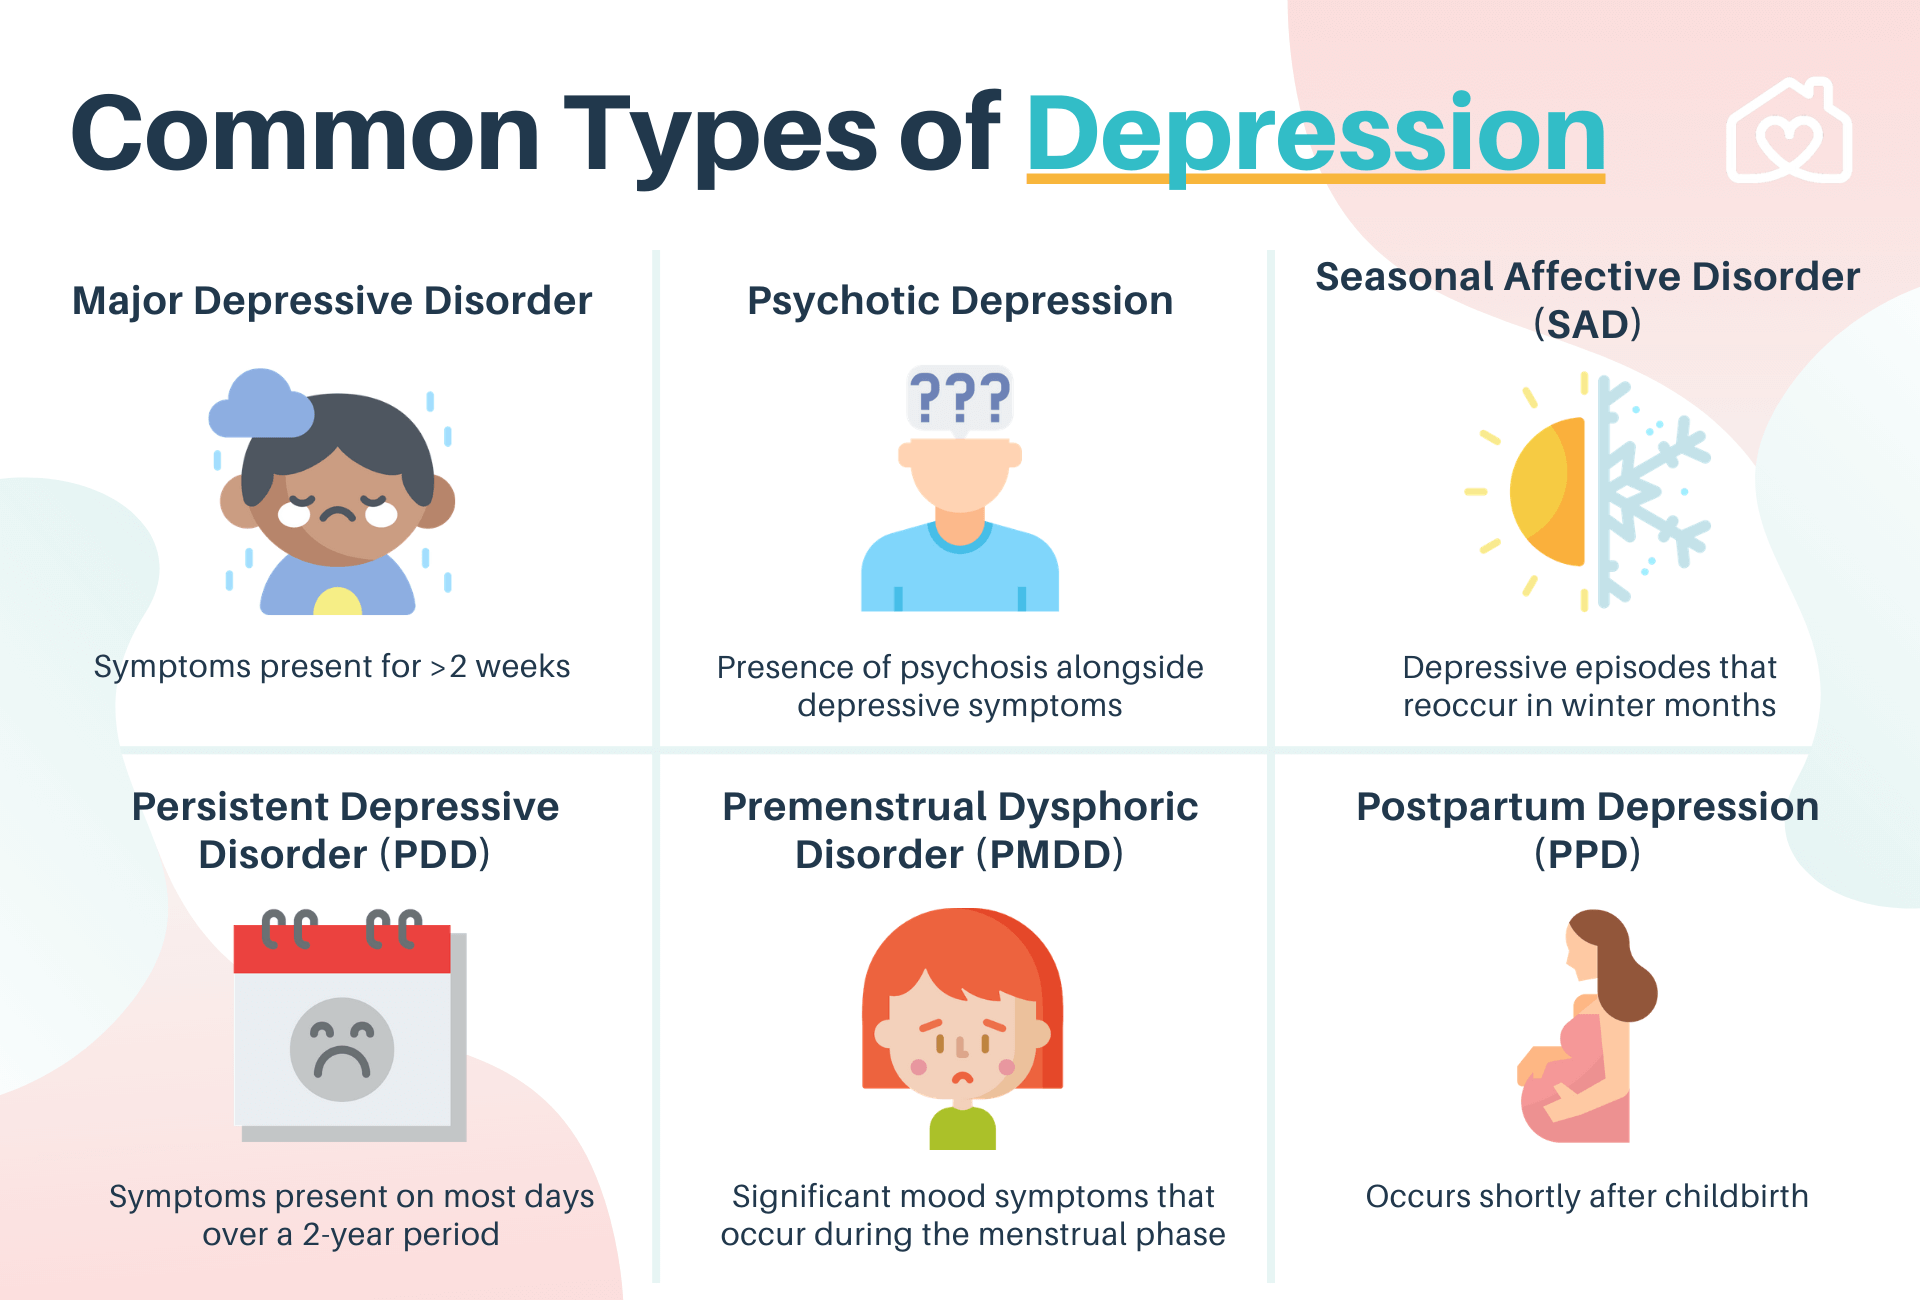 Common Types of Depression
Major Depressive Disorder
Symptoms present for >2 weeks
Psychotic Depression
???
Presence of psychosis alongside
depressive symptoms
Seasonal Affective Disorder
(SAD)
Depressive episodes that
reoccur in winter months
Persistent Depressive
Disorder (PDD)
Symptoms present on most days
over a 2-year period
Premenstrual Dysphoric
Disorder (PMDD)
Significant mood symptoms that
occur during the menstrual phase
Postpartum Depression
(PPD)
Occurs shortly after childbirth